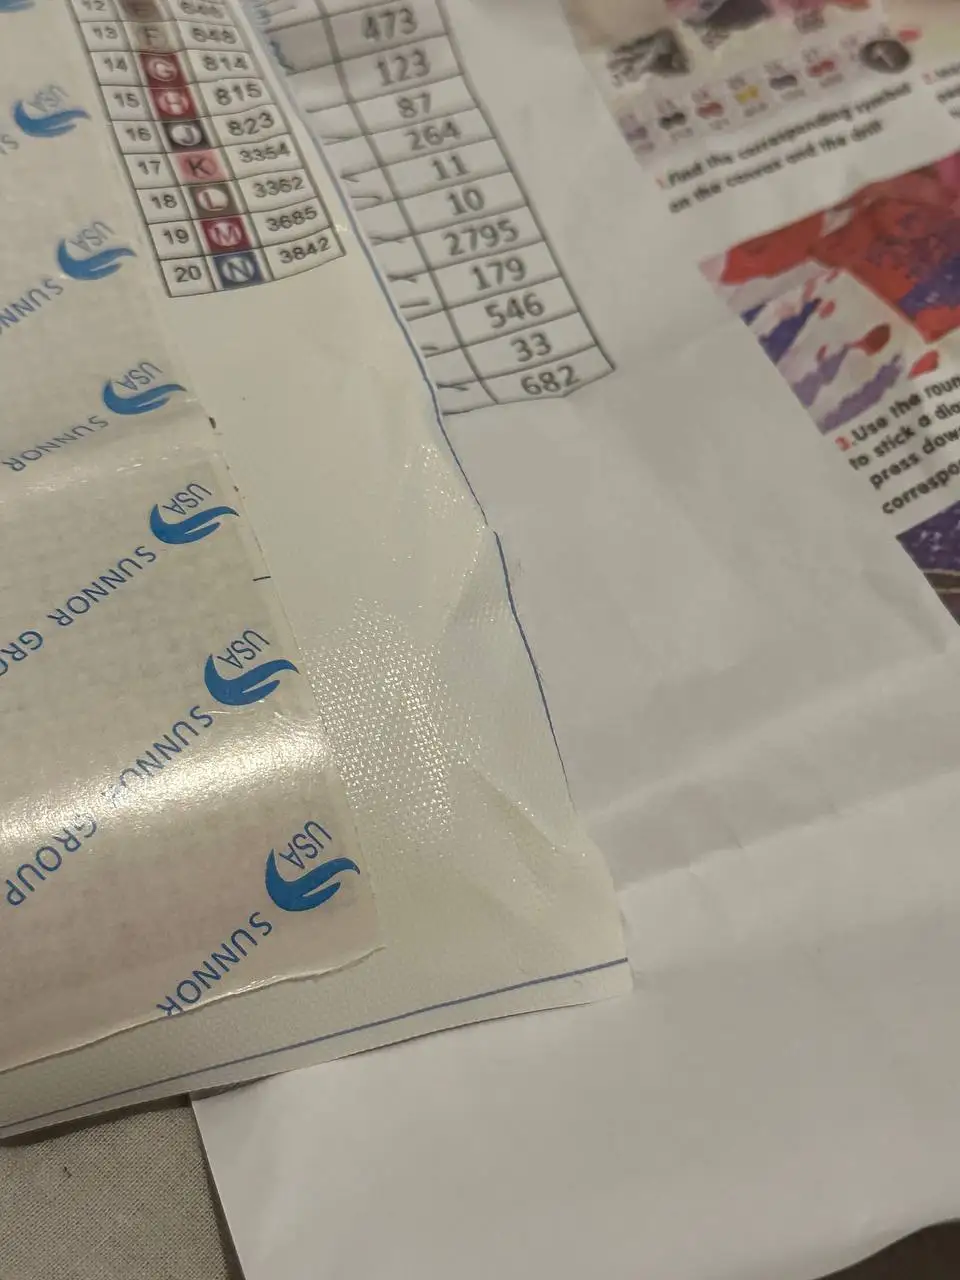 12 648
13 F 648
14 G 814
15 H 815
16 J 823
17 K 3354
18 L 3362
19 M 3685
20 N 3842
473
123
87
264
11
10
2795
179
546
33
682
1.Find the corresponding symbol
on the canvas and the drill
3.Use the roun
to stick a dia
press dow
correspo
USA
USA
SUNNOR
USA
SUNNOR
USA
SUNNOR GRO
USA
SUNNOR GROUP
USA
SUNNOR